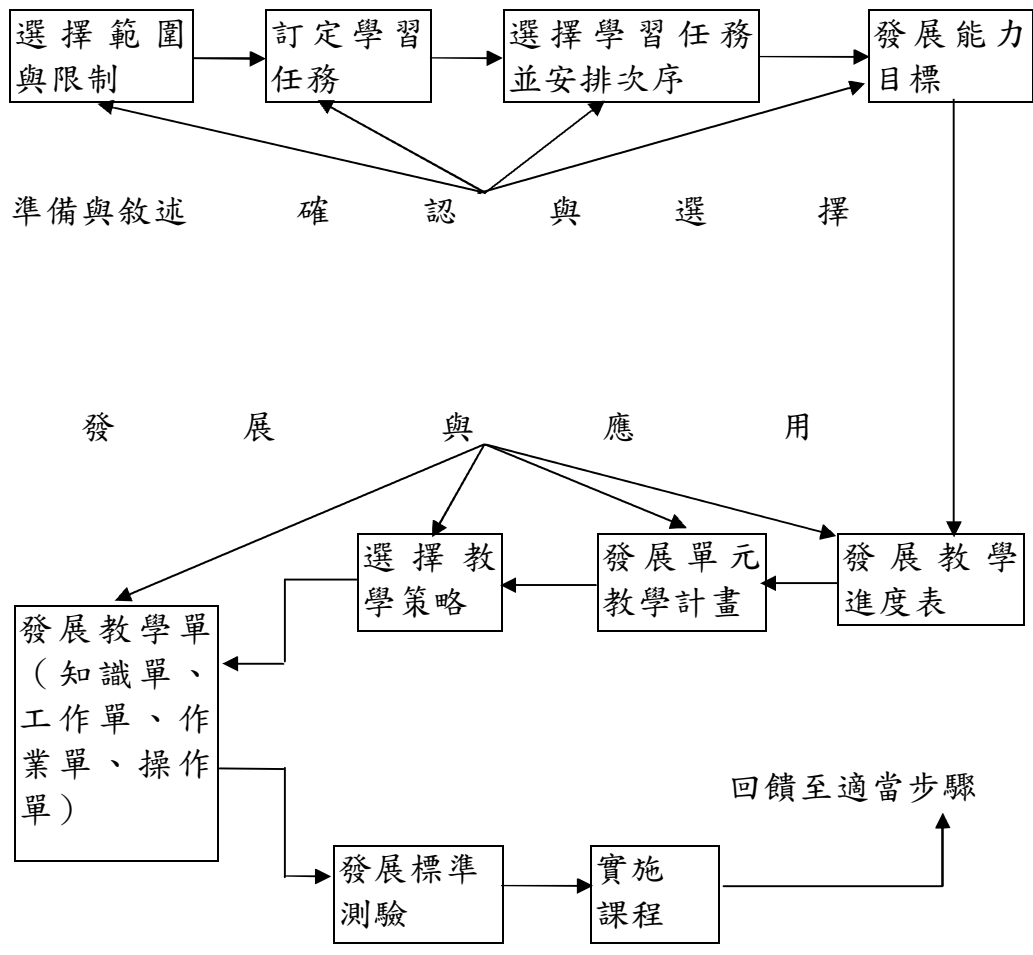 選擇範圍
與限制
訂定學習
任務
選擇學習任務
並安排次序
發展能力
目標
準備與敘述
確認與選擇
發展與應用
選擇教
學策略
發展單元
教學計畫
發展教學
進度表
發展教學單
（知識單、
工作單、作
業單、操作
單）
回饋至適當步驟
發展標準
測驗
實施
課程